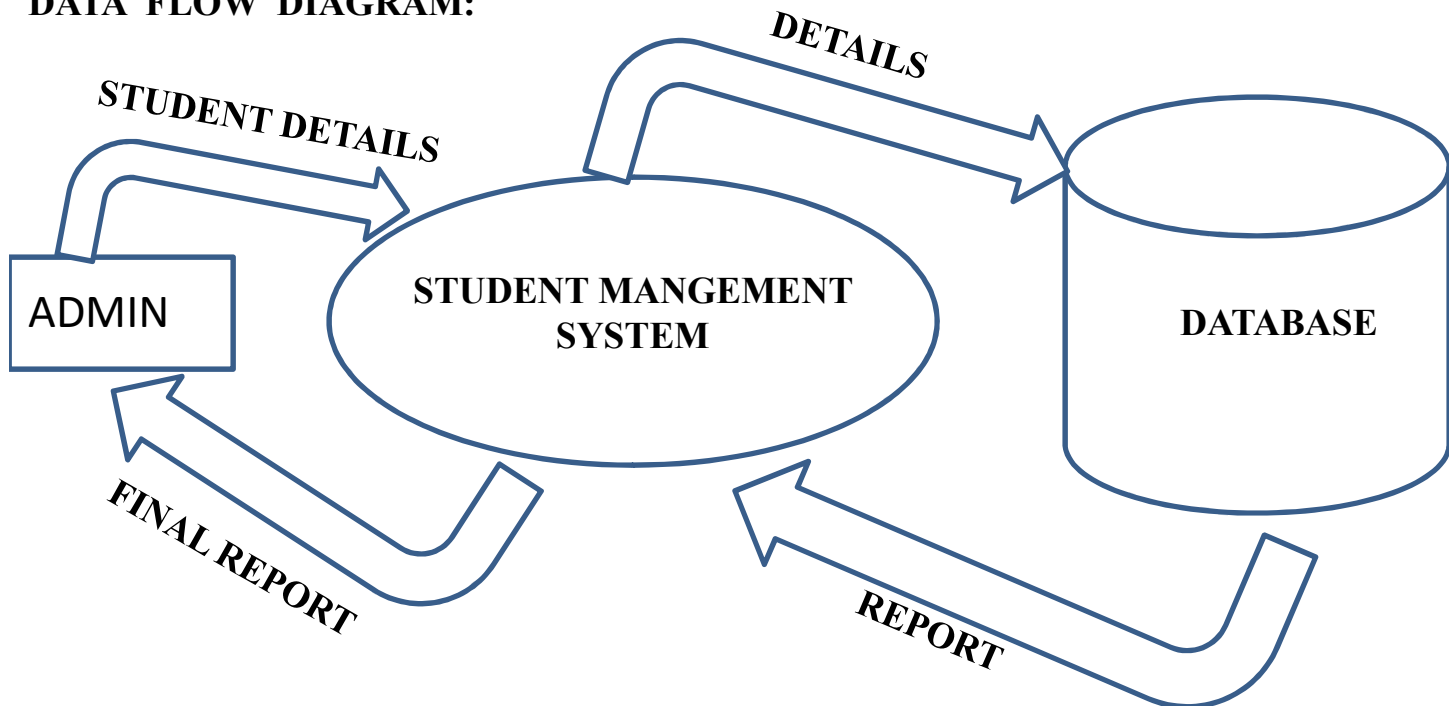 DATA FLOW DIAGRAM:
DETAILS
STUDENT DETAILS
ADMIN
STUDENT MANGEMENT
SYSTEM
DATABASE
FINAL REPORT
REPORT